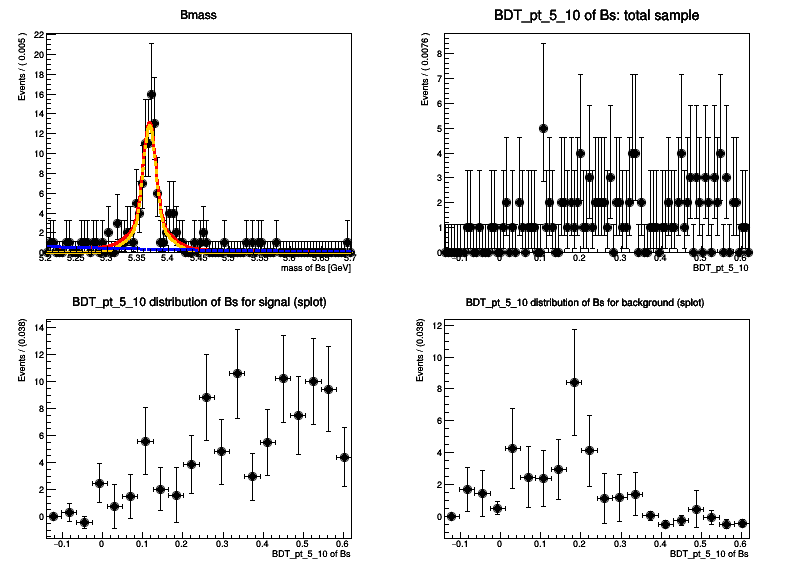 Bmass
Events / ( 0.005 )
22
20
18
16
14
12
10
8
6
4
2
0
5.2 5.25 5.3 5.35 5.4 5.45 5.5 5.55 5.6 5.65 5.7
mass of Bs [GeV]
BDT_pt_5_10 of Bs: total sample
Events / ( 0.0076 )
8
7
6
5
4
3
2
1
0
-0.1 0 0.1 0.2 0.3 0.4 0.5 0.6
BDT_pt_5_10
BDT_pt_5_10 distribution of Bs for signal (splot)
Events / (0.038)
14
12
10
8
6
4
2
0
-0.1 0 0.1 0.2 0.3 0.4 0.5 0.6
BDT_pt_5_10 of Bs
BDT_pt_5_10 distribution of Bs for background (splot)
Events / (0.038)
12
10
8
6
4
2
0
-0.1 0 0.1 0.2 0.3 0.4 0.5 0.6
BDT_pt_5_10 of Bs